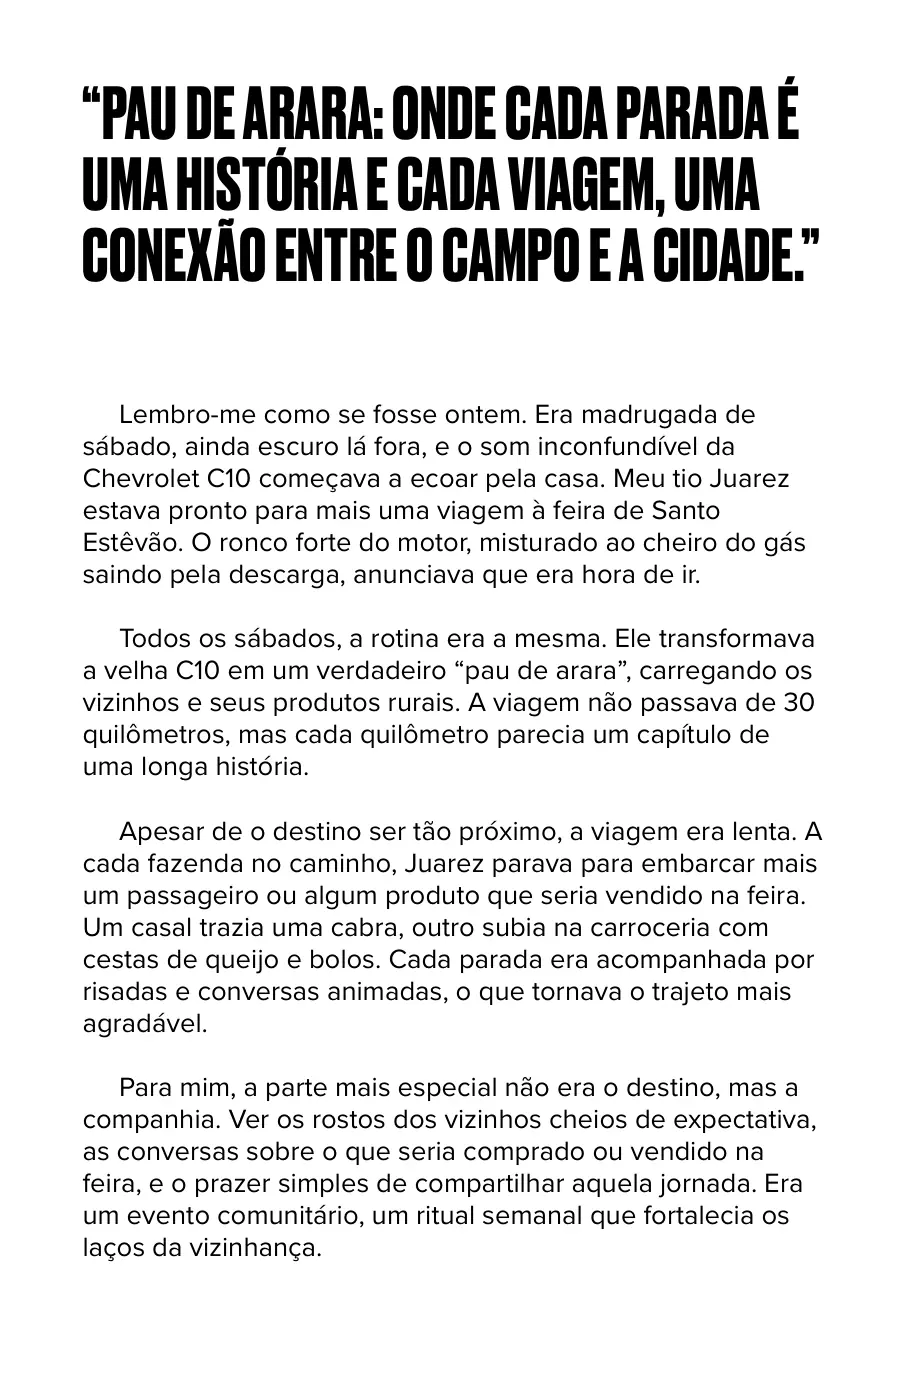 “PAU DE ARARA: ONDE CADA PARADA É
UMA HISTÓRIA E CADA VIAGEM, UMA
CONEXÃO ENTRE O CAMPO E A CIDADE.”
Lembro-me como se fosse ontem. Era madrugada de
sábado, ainda escuro lá fora, e o som inconfundível da
Chevrolet C10 começava a ecoar pela casa. Meu tio Juarez
estava pronto para mais uma viagem à feira de Santo
Estêvão. O ronco forte do motor, misturado ao cheiro do gás
saindo pela descarga, anunciava que era hora de ir.
Todos os sábados, a rotina era a mesma. Ele transformava
a velha C10 em um verdadeiro “pau de arara”, carregando os
vizinhos e seus produtos rurais. A viagem não passava de 30
quilômetros, mas cada quilômetro parecia um capítulo de
uma longa história.
Apesar de o destino ser tão próximo, a viagem era lenta. A
cada fazenda no caminho, Juarez parava para embarcar mais
um passageiro ou algum produto que seria vendido na feira.
Um casal trazia uma cabra, outro subia na carroceria com
cestas de queijo e bolos. Cada parada era acompanhada por
risadas e conversas animadas, o que tornava o trajeto mais
agradável.
Para mim, a parte mais especial não era o destino, mas a
companhia. Ver os rostos dos vizinhos cheios de expectativa,
as conversas sobre o que seria comprado ou vendido na
feira, e o prazer simples de compartilhar aquela jornada. Era
um evento comunitário, um ritual semanal que fortalecia os
laços da vizinhança.